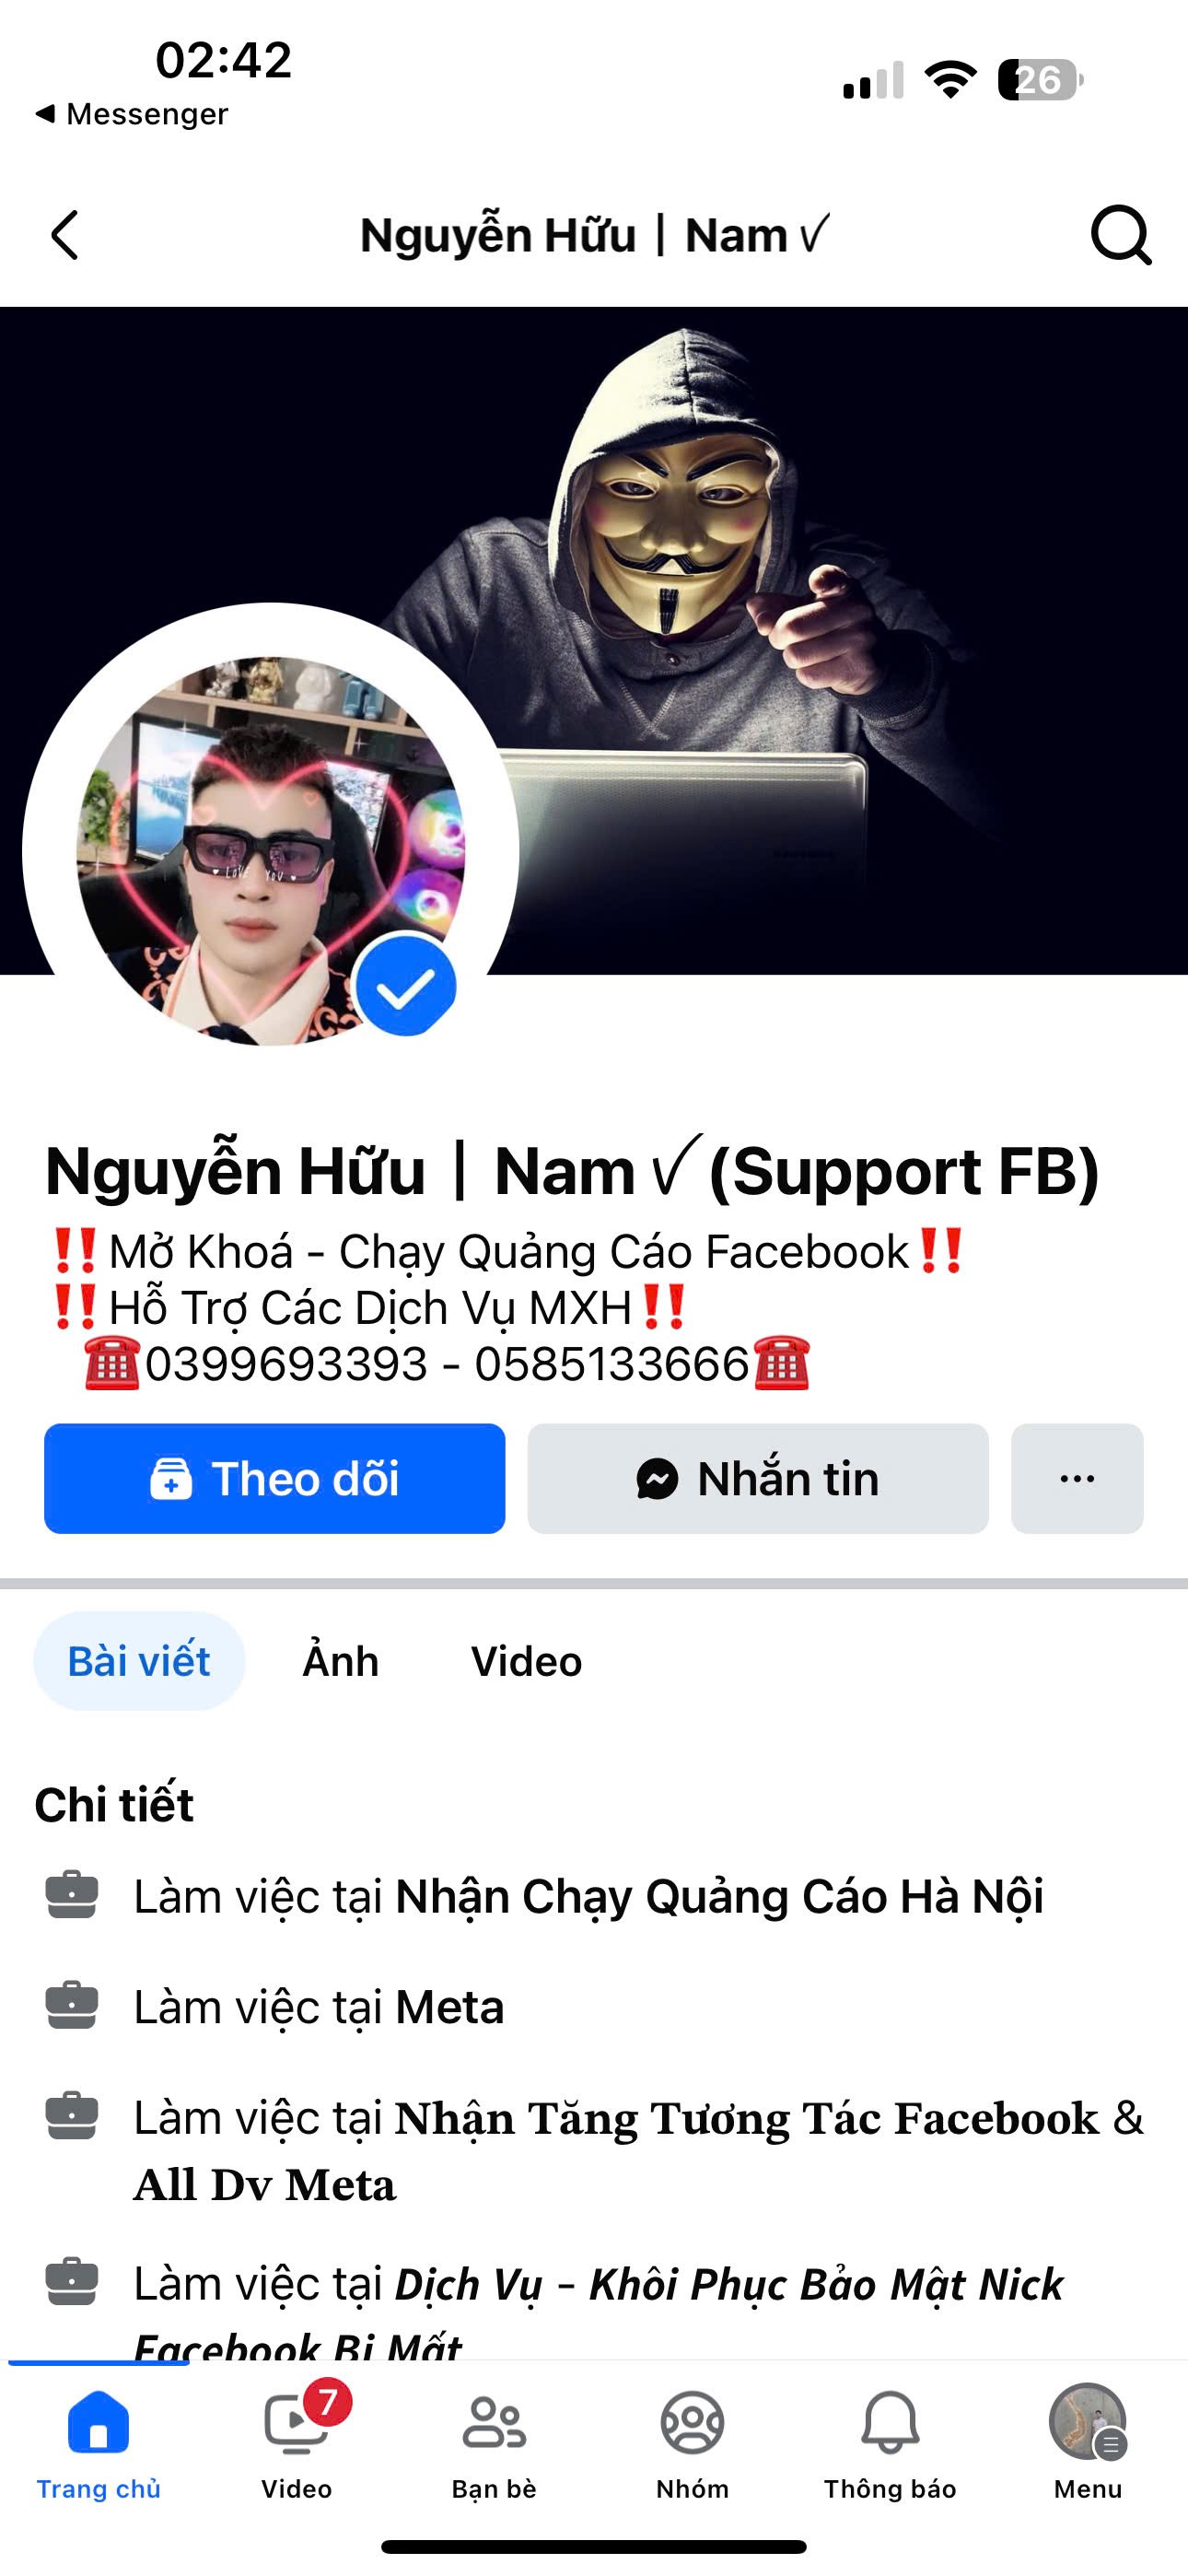 02:42
26
◀ Messenger
Nguyễn Hữu | Nam ✓
LOVE YOU
Nguyễn Hữu | Nam ✓ (Support FB)
‼️Mở Khoá - Chạy Quảng Cáo Facebook‼️
‼️Hỗ Trợ Các Dịch Vụ MXH‼️
☎️0399693393 - 0585133666☎️
Theo dõi
Nhắn tin
...
Bài viết
Ảnh
Video
Chi tiết
Làm việc tại Nhận Chạy Quảng Cáo Hà Nội
Làm việc tại Meta
Làm việc tại Nhận Tăng Tương Tác Facebook &
All Dv Meta
Làm việc tại Dịch Vụ - Khôi Phục Bảo Mật Nick
Facebook Bị Mất
7
Trang chủ
Video
Bạn bè
Nhóm
Thông báo
Menu